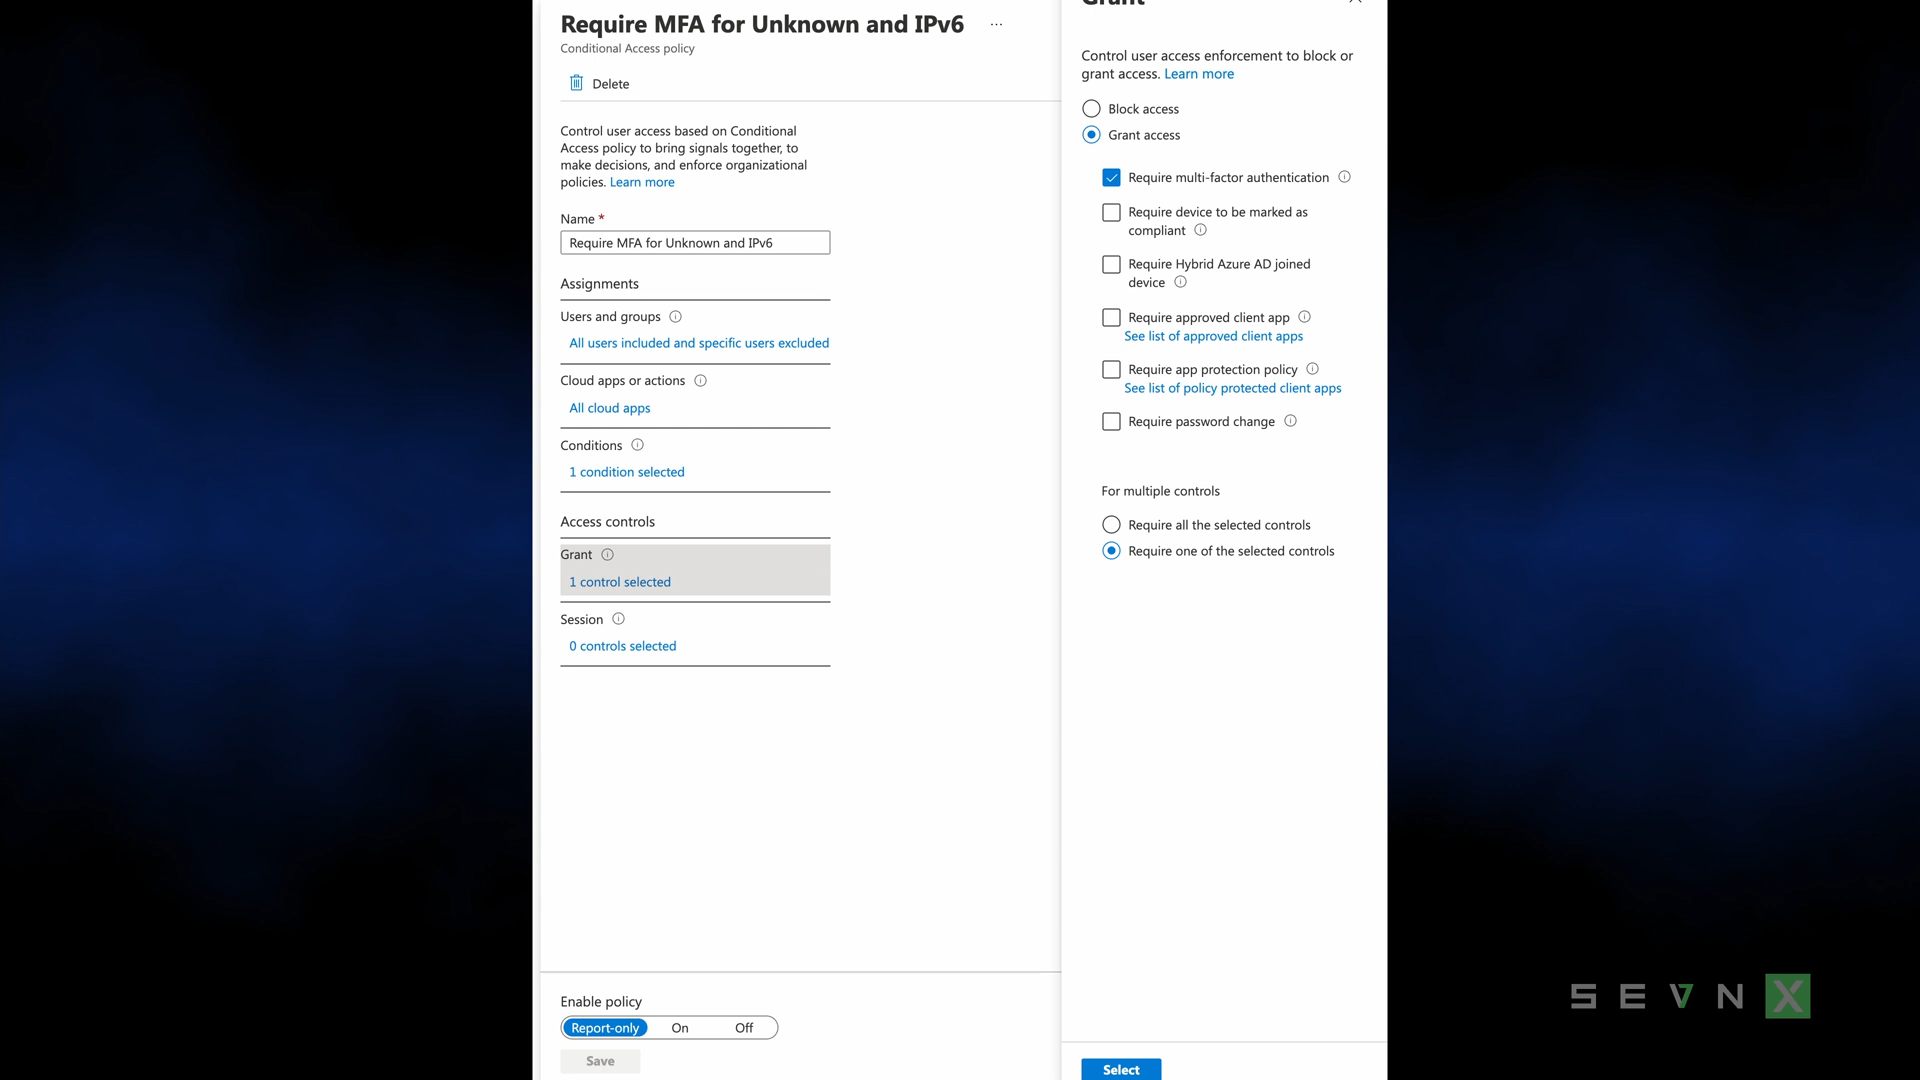 Require MFA for Unknown and IPv6 ...
Conditional Access policy
Delete
Control user access based on Conditional
Access policy to bring signals together, to
make decisions, and enforce organizational
policies. Learn more
Name *
Require MFA for Unknown and IPv6
Assignments
Users and groups
All users included and specific users excluded
Cloud apps or actions
All cloud apps
Conditions
1 condition selected
Access controls
Grant
1 control selected
Session
0 controls selected
Enable policy
Report-only On Off
Save
Grant
Control user access enforcement to block or
grant access. Learn more
Block access
Grant access
Require multi-factor authentication
Require device to be marked as
compliant
Require Hybrid Azure AD joined
device
Require approved client app
See list of approved client apps
Require app protection policy
See list of policy protected client apps
Require password change
For multiple controls
Require all the selected controls
Require one of the selected controls
Select
SEV7NX